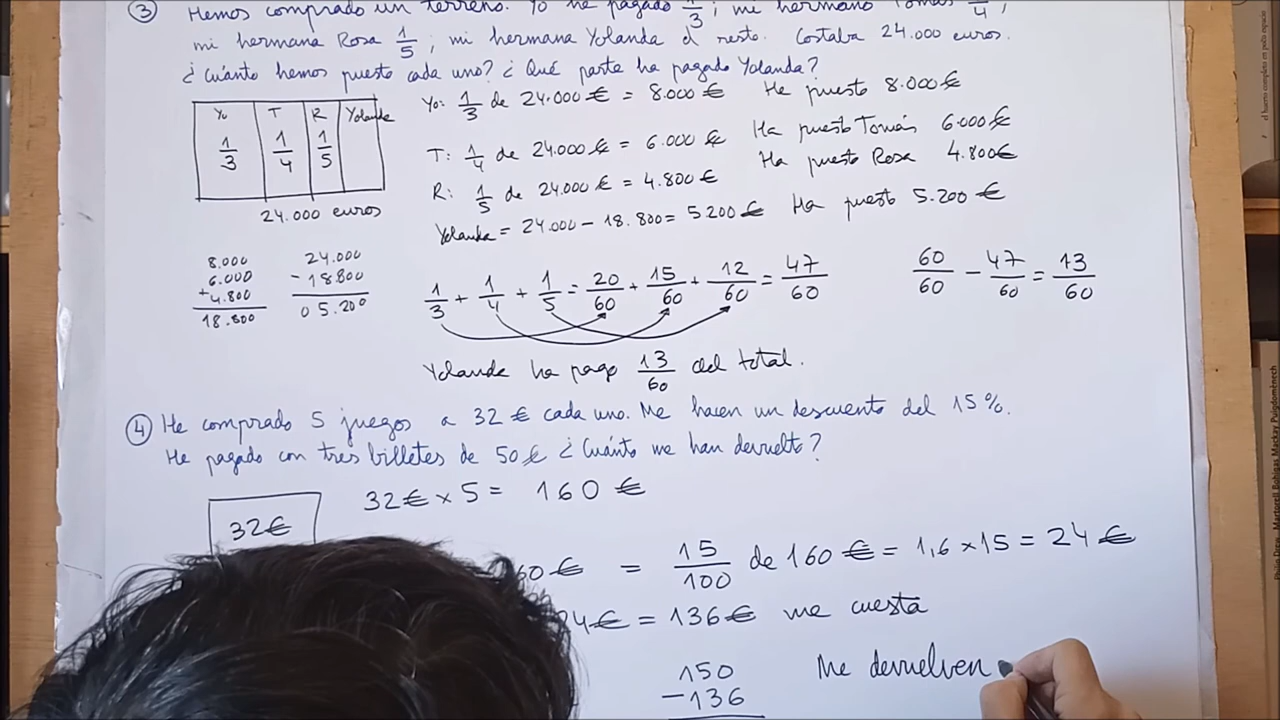 ③ Hemos comprado un terreno. Yo he pagado 1/3; mi hermano Tomás 1/4;
mi hermana Rosa 1/5; mi hermana Yolanda el resto. Costaba 24.000 euros.
¿Cuánto hemos puesto cada uno? ¿Qué parte ha pagado Yolanda?
Yo T R Yolanda
1/3 1/4 1/5
24.000 euros
Yo: 1/3 de 24.000 € = 8.000 € He puesto 8.000 €
T: 1/4 de 24.000 € = 6.000 € Ha puesto Tomás 6.000 €
R: 1/5 de 24.000 € = 4.800 € Ha puesto Rosa 4.800€
Yolanda = 24.000 - 18.800 = 5.200 € Ha puest 5.200 €
8.000
6.000
+4.800
18.800
24.000
-18800
05.200
1/3 + 1/4 + 1/5 = 20/60 + 15/60 + 12/60 = 47/60
60/60 - 47/60 = 13/60
Yolanda ha pago 13/60 del total.
④ He comprado 5 juegos a 32 € cada uno. Me hacen un descuento del 15%.
He pagado con tres billetes de 50 € ¿Cuánto me han devuelto?
32€
32€ x 5 = 160 €
60 € = 15/100 de 160 € = 1,6 x 15 = 24 €
24€ = 136€ me cuesta
150
-136
Me devuelven